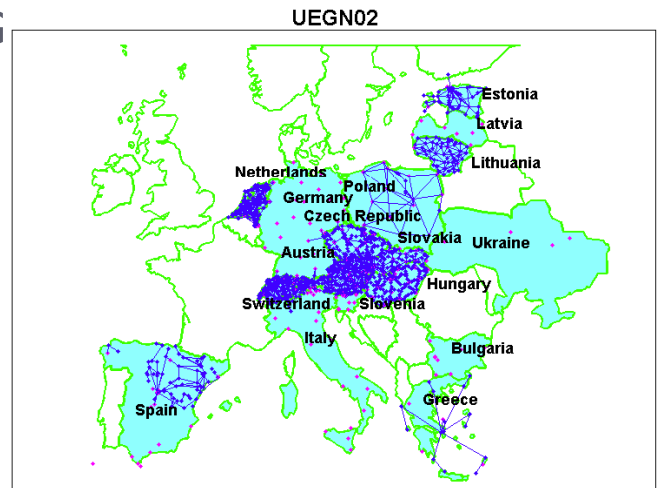 UEGN02
Estonia
Latvia
Lithuania
Netherlands
Germany
Poland
Czech Republic
Slovakia
Ukraine
Austria
Hungary
Switzerland
Slovenia
Italy
Bulgaria
Greece
Spain